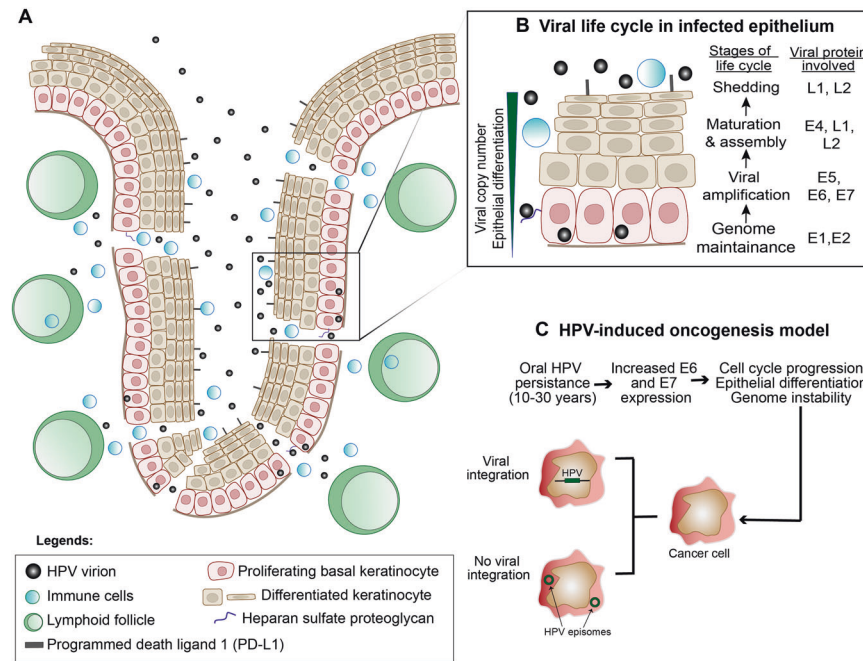 A
B Viral life cycle in infected epithelium
Stages of
life cycle
Viral protein
involved
Shedding
L1, L2
Maturation
& assembly
E4, L1,
L2
Viral
amplification
E5,
E6, E7
Genome
maintainance
E1,E2
Viral copy number
Epithelial differentiation
C HPV-induced oncogenesis model
Oral HPV
persistance
(10-30 years)
Increased E6
and E7
expression
Cell cycle progression
Epithelial differentiation
Genome instability
Viral
integration
HPV
No viral
integration
HPV episomes
Cancer cell
Legends:
HPV virion
Immune cells
Lymphoid follicle
Programmed death ligand 1 (PD-L1)
Proliferating basal keratinocyte
Differentiated keratinocyte
Heparan sulfate proteoglycan